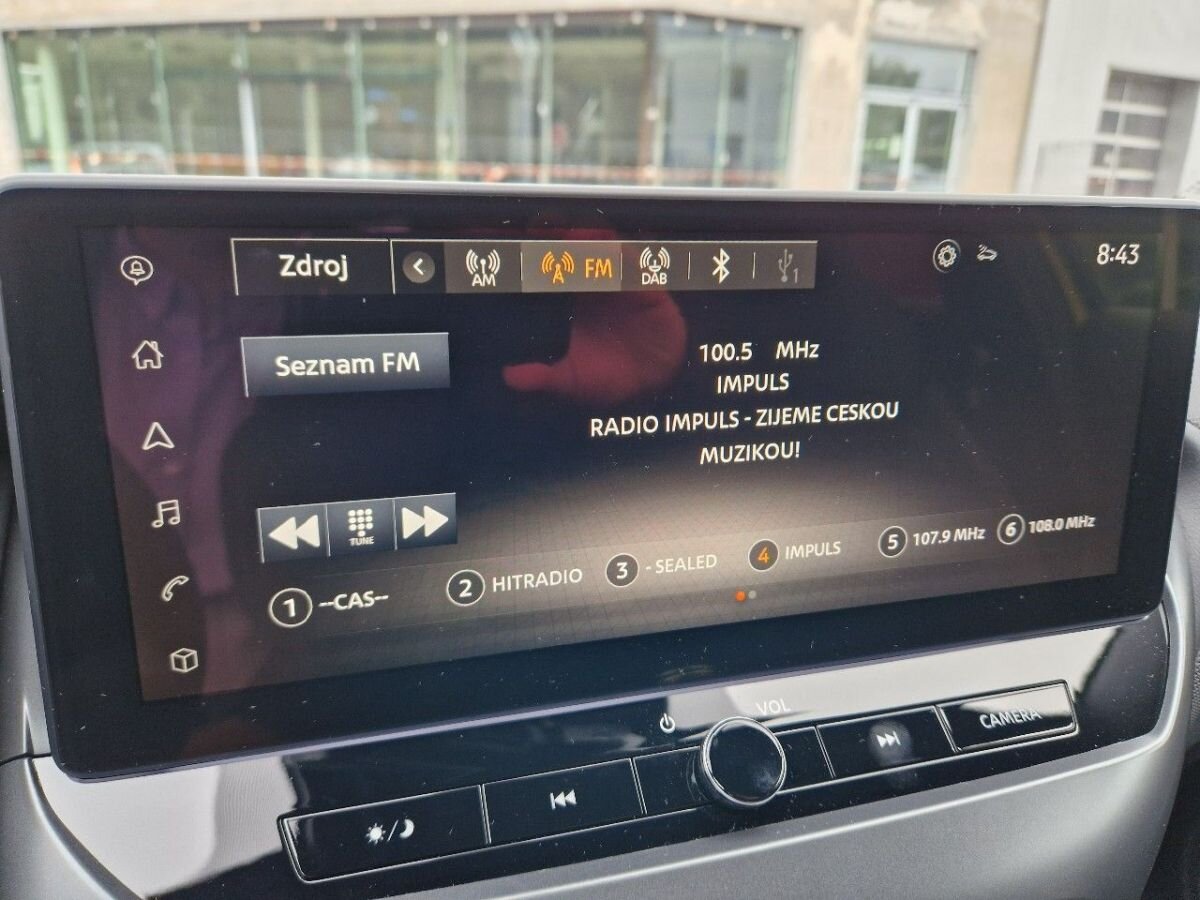 Zdroj
AM
FM
DAB
1
8:43
Seznam FM
100.5 MHz
IMPULS
RADIO IMPULS - ZIJEME CESKOU
MUZIKOU!
TUNE
1 --CAS--
2 HITRADIO
3 - SEALED
4 IMPULS
5 107.9 MHz
6 108.0 MHz
VOL
CAMERA